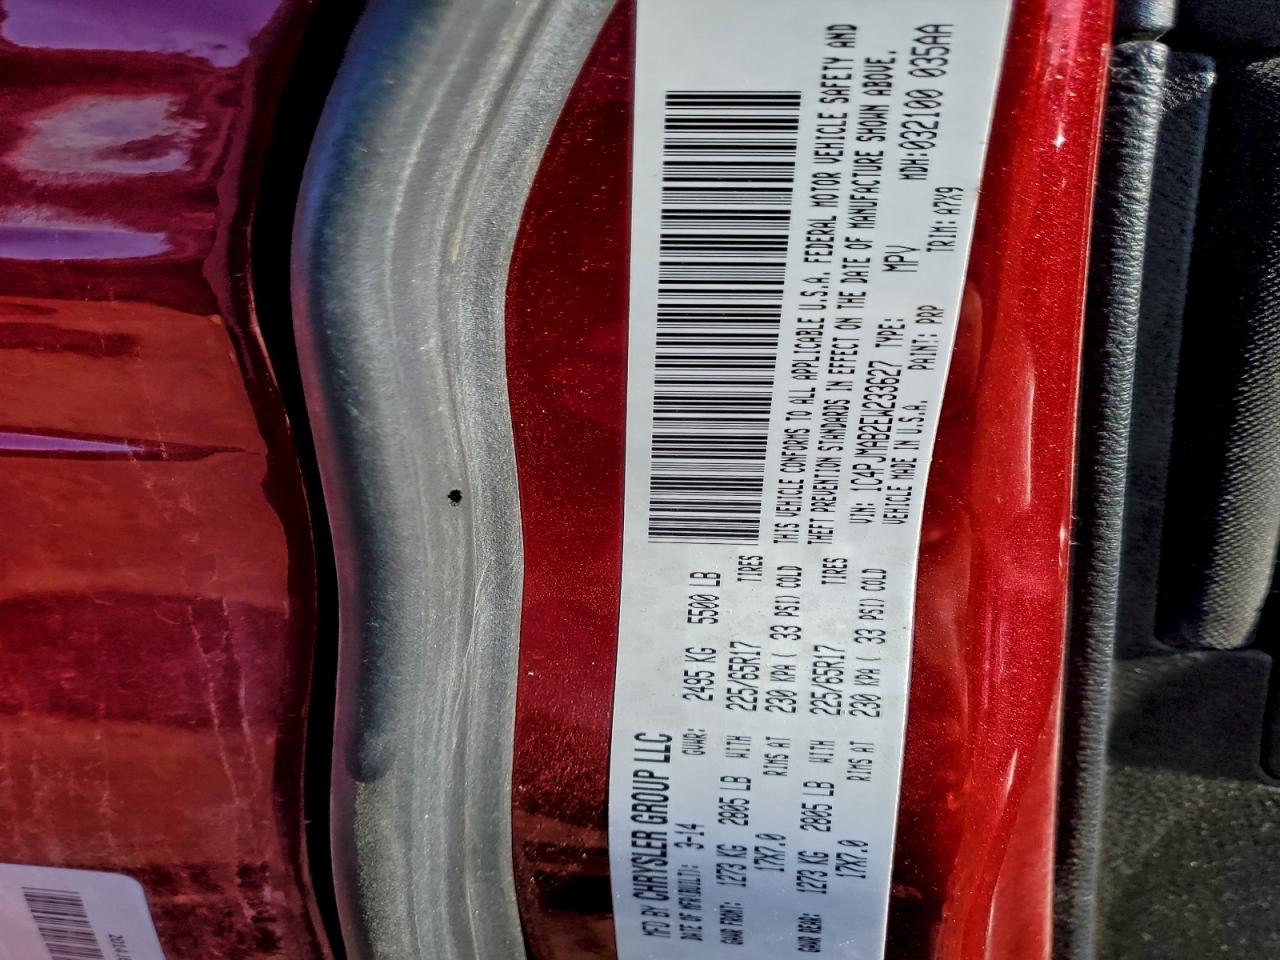 MFD BY CHRYSLER GROUP LLC
DATE OF MFR(BUILT): 3-14 GVWR: 2495 KG 5500 LB
GAWR FRONT: 1273 KG 2805 LB WITH 225/65R17 TIRES
17X7.0 RIMS AT 230 KPA ( 33 PSI) COLD
GAWR REAR: 1273 KG 2805 LB WITH 225/65R17 TIRES
17X7.0 RIMS AT 230 KPA ( 33 PSI) COLD
THIS VEHICLE CONFORMS TO ALL APPLICABLE U.S.A. FEDERAL MOTOR VEHICLE SAFETY AND
THEFT PREVENTION STANDARDS IN EFFECT ON THE DATE OF MANUFACTURE SHOWN ABOVE.
VIN: 1C4PJMAB2EW233627 TYPE: MPV MDH:032100 035AA
VEHICLE MADE IN U.S.A. PAINT: PRP TRIM: A7X9